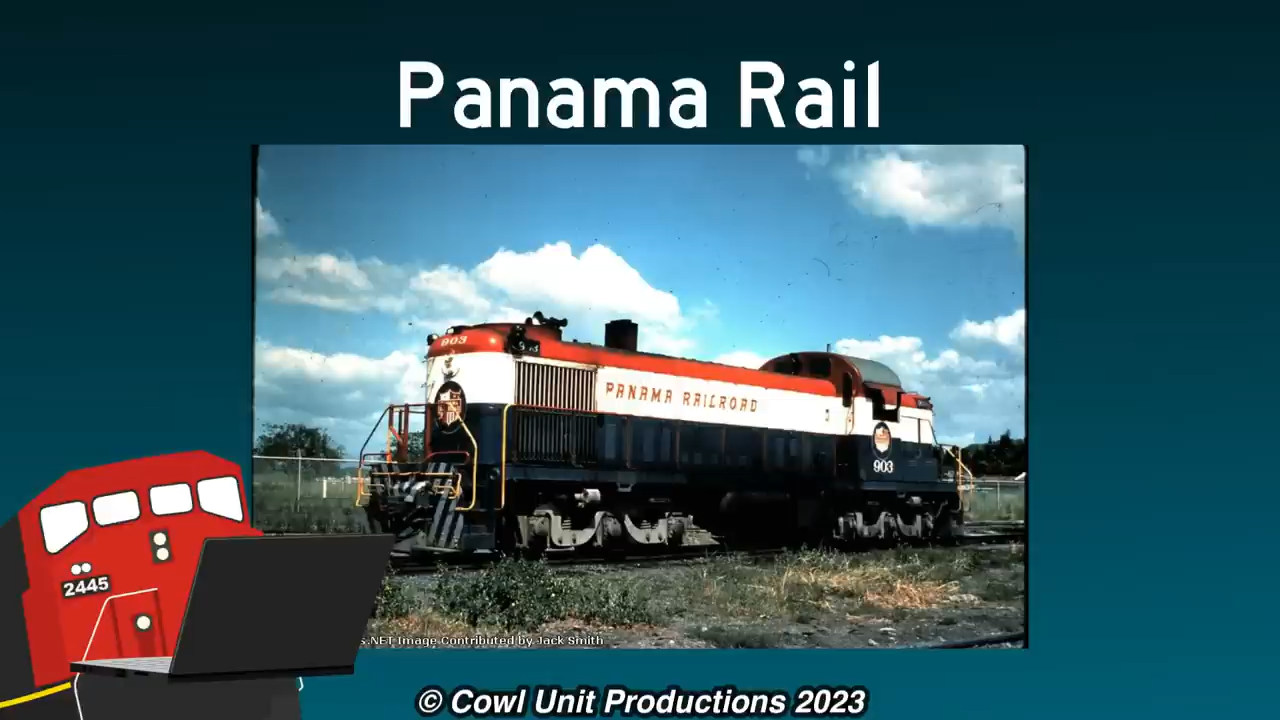 Panama Rail
903
PANAMA RAILROAD
903
2445
.NET Image Contributed by Jack Smith
© Cowl Unit Productions 2023